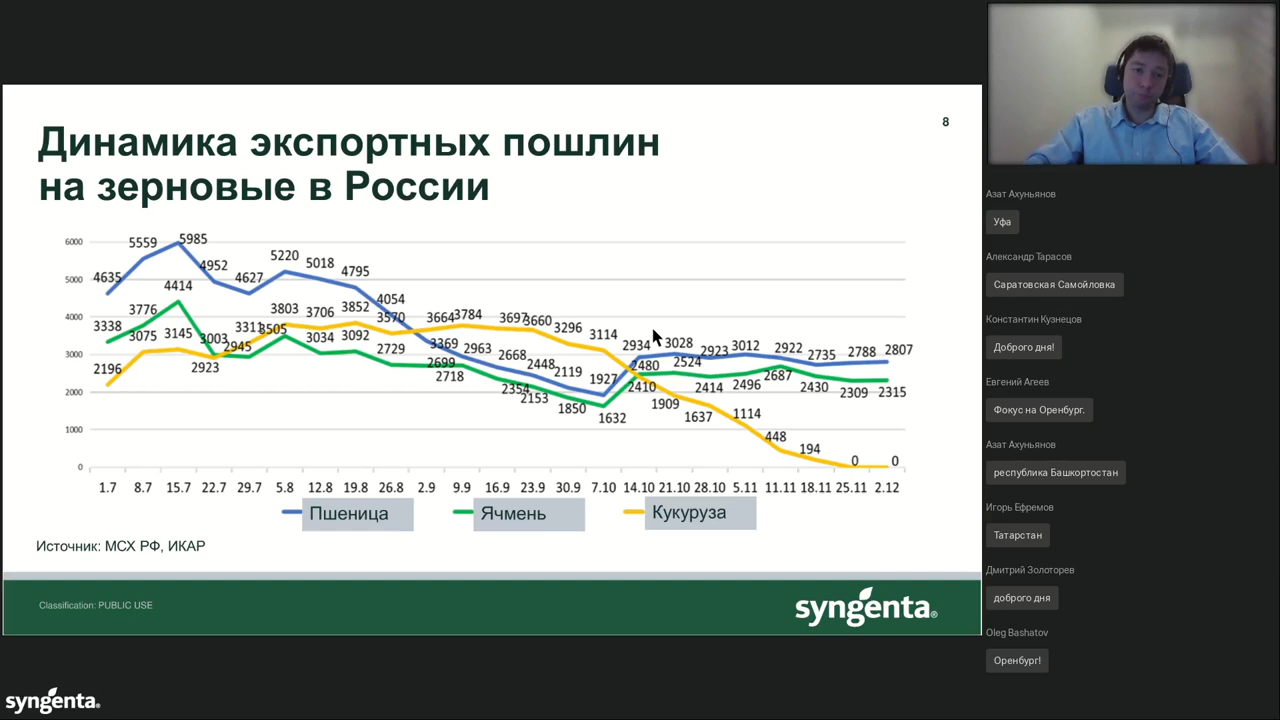 Динамика экспортных пошлин
на зерновые в России
8
6000
5000
4000
3000
2000
1000
0
4635 5559 5985 4952 4627 5220 5018 4795 4054 3369 2963 2668 2448 2119 1927 2934 3028 2923 3012 2922 2735 2788 2807
3338 3776 4414 3003 2945 3505 3034 3092 2729 2699 2718 2354 2153 1850 1632 2480 2524 2414 2496 2687 2430 2309 2315
2196 3075 3145 2923 3311 3803 3706 3852 3570 3664 3784 3697 3660 3296 3114 2410 1909 1637 1114 448 194 0 0
1.7 8.7 15.7 22.7 29.7 5.8 12.8 19.8 26.8 2.9 9.9 16.9 23.9 30.9 7.10 14.10 21.10 28.10 5.11 11.11 18.11 25.11 2.12
Пшеница Ячмень Кукуруза
Источник: МСХ РФ, ИКАР
Classification: PUBLIC USE
syngenta®
syngenta.
Азат Ахуньянов
Уфа
Александр Тарасов
Саратовская Самойловка
Константин Кузнецов
Доброго дня!
Евгений Агеев
Фокус на Оренбург.
Азат Ахуньянов
республика Башкортостан
Игорь Ефремов
Татарстан
Дмитрий Золоторев
доброго дня
Oleg Bashatov
Оренбург!